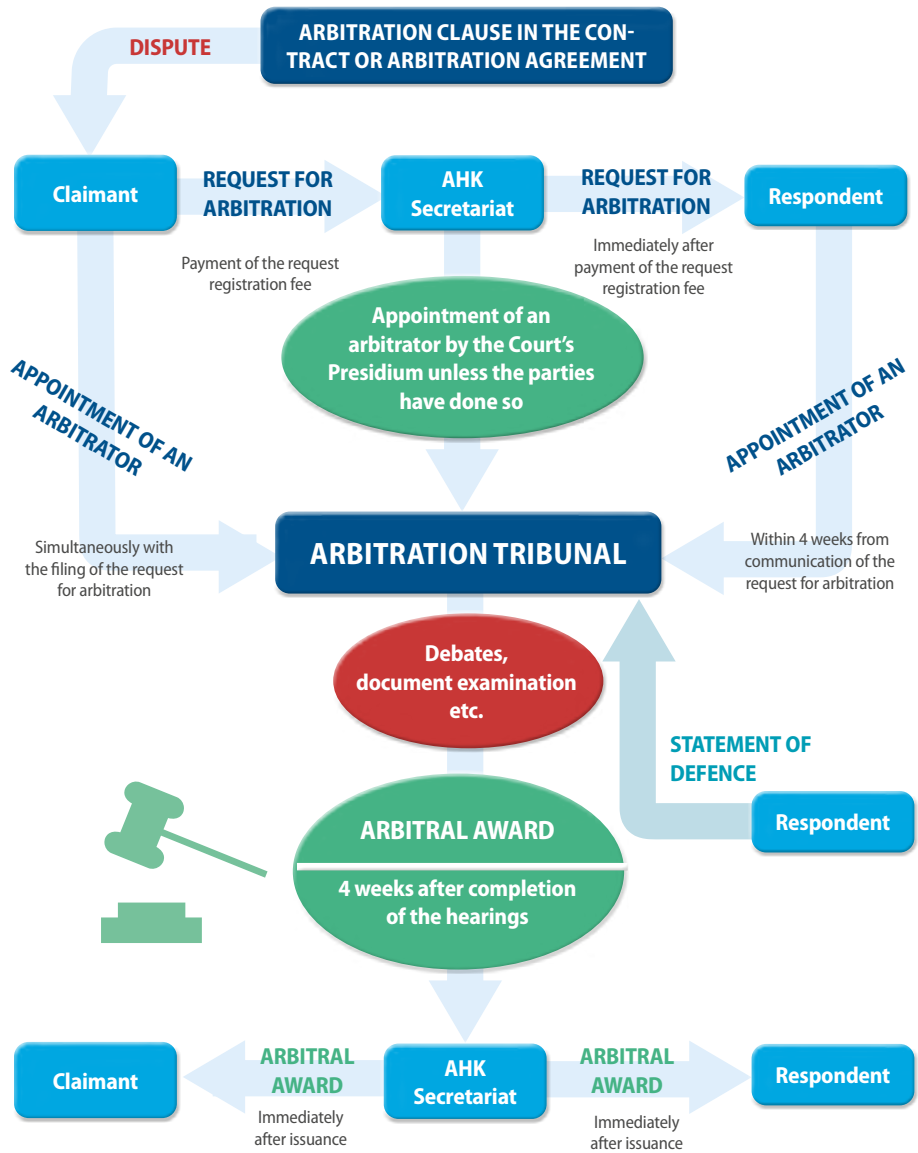 ARBITRATION CLAUSE IN THE CON-
TRACT OR ARBITRATION AGREEMENT
DISPUTE
Claimant
REQUEST FOR
ARBITRATION
Payment of the request
registration fee
AHK
Secretariat
REQUEST FOR
ARBITRATION
Immediately after
payment of the request
registration fee
Respondent
Appointment of an
arbitrator by the Court’s
Presidium unless the parties
have done so
APPOINTMENT OF AN
ARBITRATOR
Simultaneously with
the filing of the request
for arbitration
APPOINTMENT OF AN
ARBITRATOR
Within 4 weeks from
communication of the
request for arbitration
ARBITRATION TRIBUNAL
Debates,
document examination
etc.
STATEMENT OF
DEFENCE
Respondent
ARBITRAL AWARD
4 weeks after completion
of the hearings
Claimant
ARBITRAL
AWARD
Immediately
after issuance
AHK
Secretariat
ARBITRAL
AWARD
Immediately
after issuance
Respondent